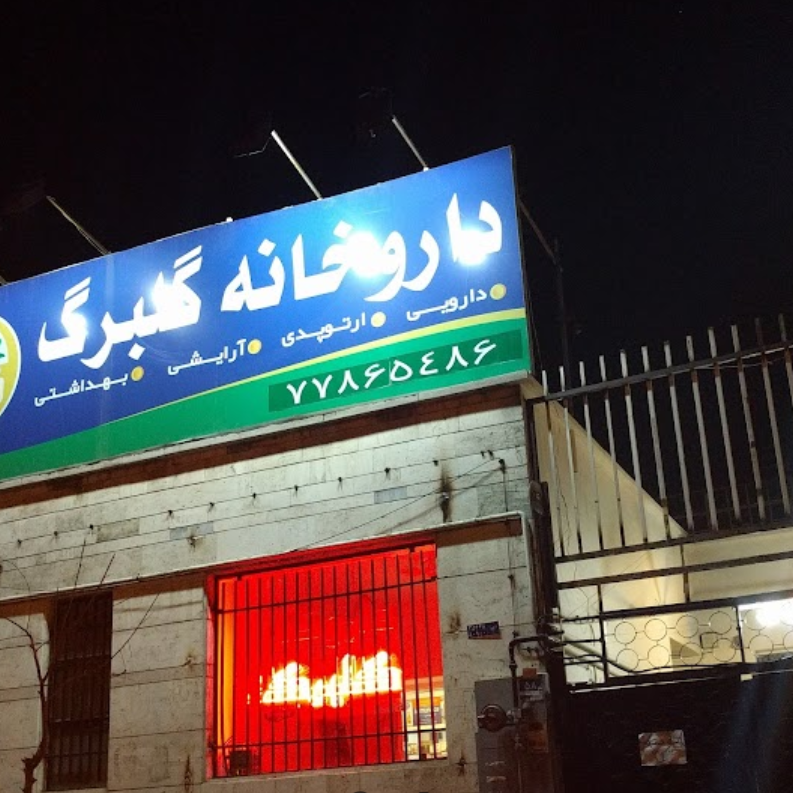 داروخانه گلبرگ
دارویی ارتوپدی آرایشی بهداشتی
۷۷۸۶۵۴۸۶